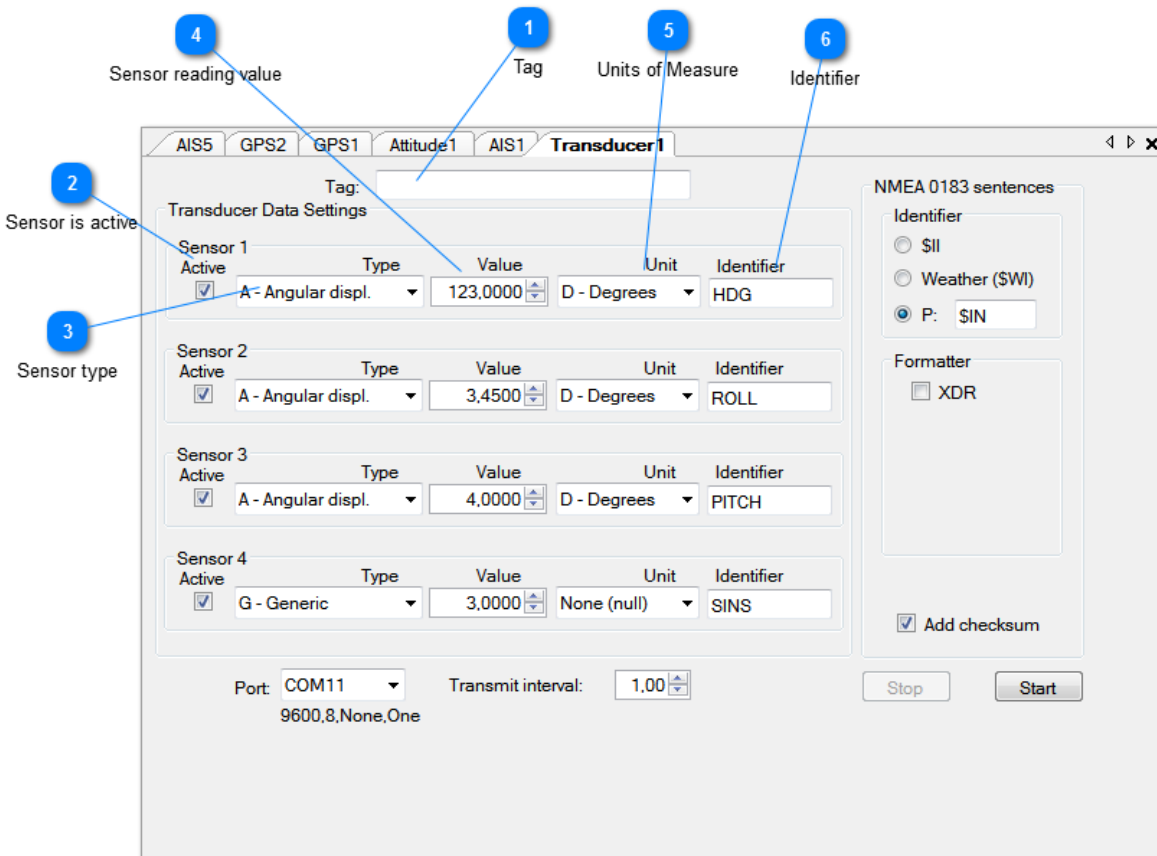 4
Sensor reading value
1
Tag
5
Units of Measure
6
Identifier
AIS5 GPS2 GPS1 Attitude1 AIS1 Transducer1
2
Sensor is active
Tag:
Transducer Data Settings
Sensor 1
Active Type Value Unit Identifier
A - Angular displ. 123,0000 D - Degrees HDG
3
Sensor type
Sensor 2
Active Type Value Unit Identifier
A - Angular displ. 3,4500 D - Degrees ROLL
Sensor 3
Active Type Value Unit Identifier
A - Angular displ. 4,0000 D - Degrees PITCH
Sensor 4
Active Type Value Unit Identifier
G - Generic 3,0000 None (null) SINS
NMEA 0183 sentences
Identifier
$II
Weather ($WI)
P: $IN
Formatter
XDR
Add checksum
Port: COM11 Transmit interval: 1,00 Stop Start
9600,8,None,One